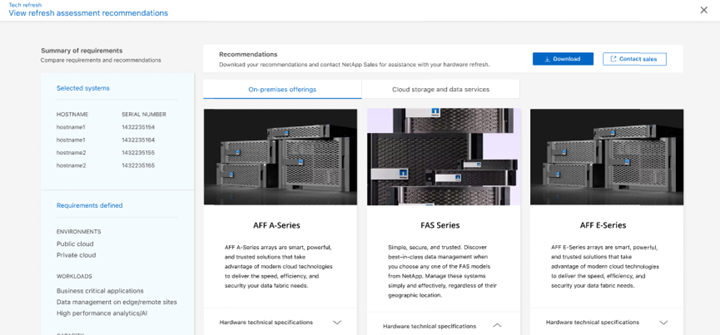 Tech refresh
View refresh assessment recommendations
Summary of requirements
Compare requirements and recommendations
Selected systems
HOSTNAME SERIAL NUMBER
hostname1 1432235154
hostname1 1432235164
hostname2 1432235155
hostname2 1432235165
Requirements defined
ENVIRONMENTS
Public cloud
Private cloud
WORKLOADS
Business critical applications
Data management on edge/remote sites
High performance analytics/AI
Recommendations
Download your recommendations and contact NetApp Sales for assistance with your hardware refresh.
Download
Contact sales
On-premises offerings
Cloud storage and data services
AFF A-Series
AFF A-Series arrays are smart, powerful,
and trusted solutions that take
advantage of modern cloud technologies
to deliver the speed, efficiency, and
security your data fabric needs.
Hardware technical specifications
FAS Series
Simple, secure, and trusted. Discover
best-in-class data management when
you choose any one of the FAS models
from NetApp. Manage these systems
simply and effectively, regardless of their
geographic location.
Hardware technical specifications
AFF E-Series
AFF E-Series arrays are smart, powerful,
and trusted solutions that take
advantage of modern cloud technologies
to deliver the speed, efficiency, and
security your data fabric needs.
Hardware technical specifications